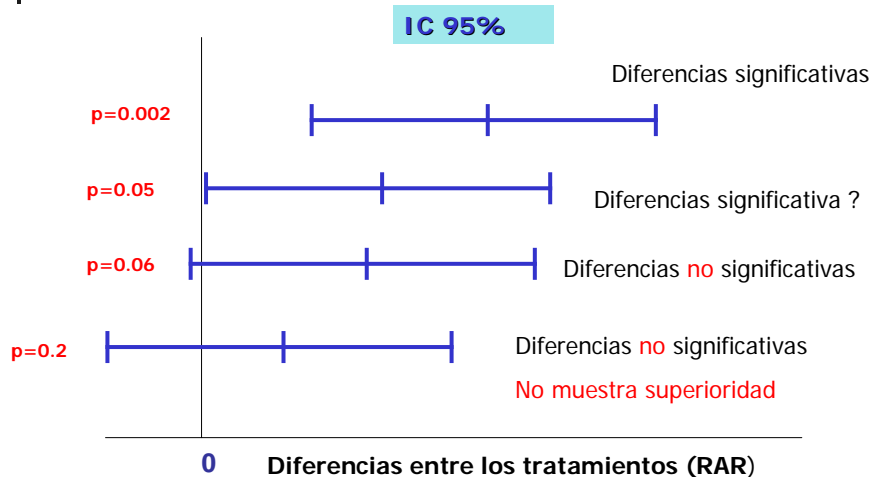 IC 95%
Diferencias significativas
p=0.002
p=0.05
Diferencias significativa ?
p=0.06
Diferencias no significativas
p=0.2
Diferencias no significativas
No muestra superioridad
0
Diferencias entre los tratamientos (RAR)